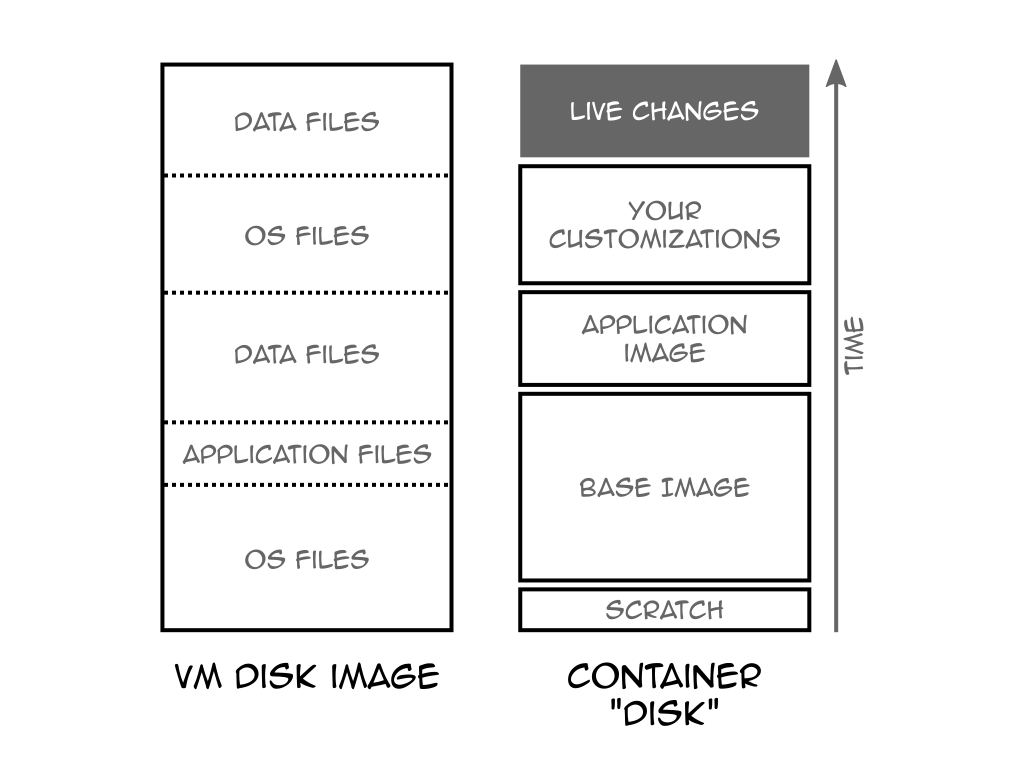 DATA FILES
OS FILES
DATA FILES
APPLICATION FILES
OS FILES
VM DISK IMAGE
LIVE CHANGES
YOUR
CUSTOMIZATIONS
APPLICATION
IMAGE
BASE IMAGE
SCRATCH
CONTAINER
"DISK"
TIME